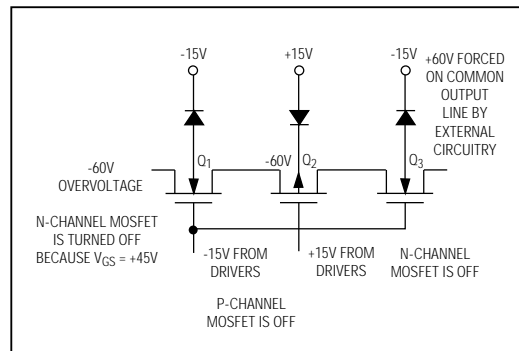 -15V
+15V
-15V
+60V FORCED
ON COMMON
OUTPUT
LINE BY
EXTERNAL
CIRCUITRY
-60V
OVERVOLTAGE
Q1
-60V
Q2
Q3
N-CHANNEL MOSFET
IS TURNED OFF
BECAUSE VGS = +45V
-15V FROM
DRIVERS
+15V FROM
DRIVERS
N-CHANNEL
MOSFET IS OFF
P-CHANNEL
MOSFET IS OFF